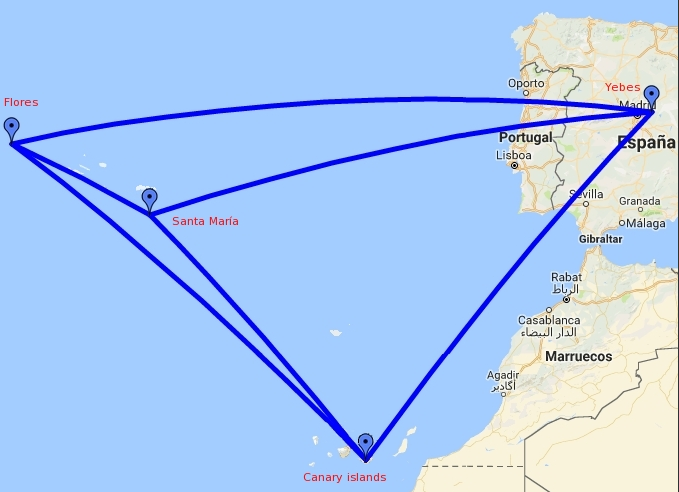 Flores
Oporto
Yebes
Madrid
Portugal
España
Lisboa
Santa María
Sevilla
Granada
Málaga
Gibraltar
Rabat
الرباط
Casablanca
الدار البيضاء
Marruecos
Agadir
أكادير
Canary islands